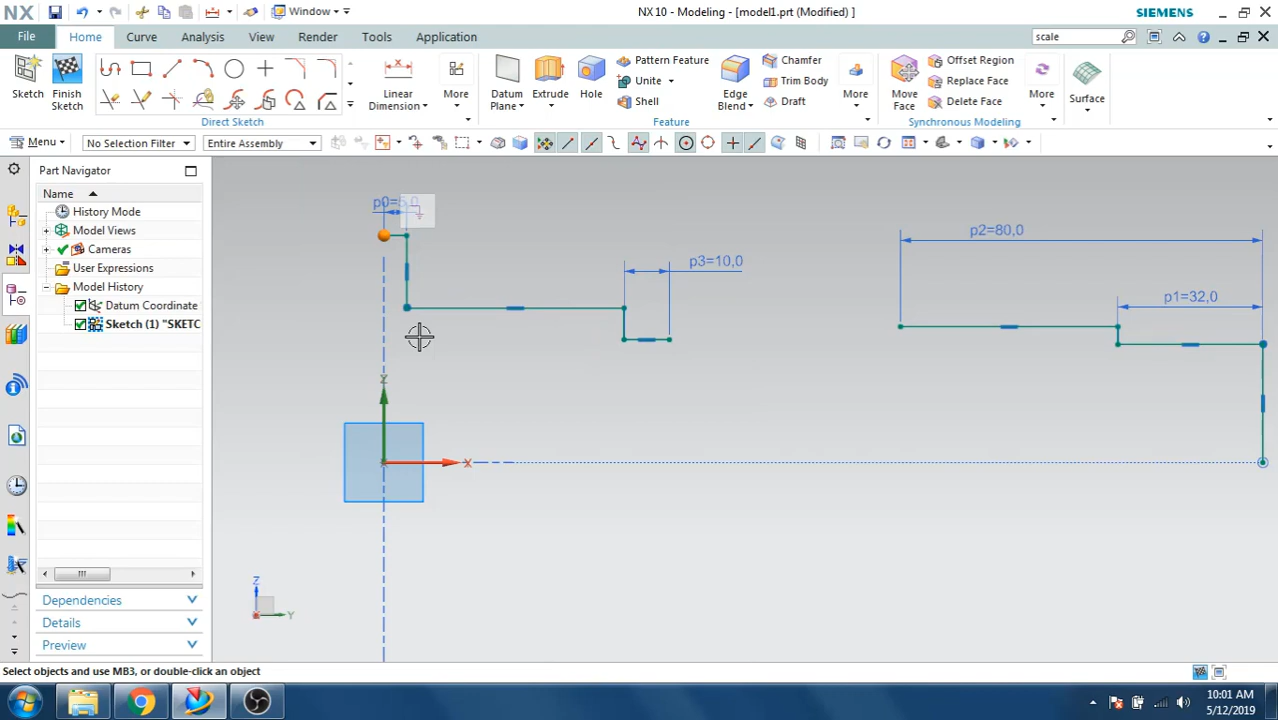 NX
Window
NX 10 - Modeling - [model1.prt (Modified) ]
SIEMENS
File
Home
Curve
Analysis
View
Render
Tools
Application
scale
Sketch
Finish
Sketch
Direct Sketch
Linear
Dimension
More
Datum
Plane
Extrude
Hole
Pattern Feature
Unite
Shell
Feature
Edge
Blend
Chamfer
Trim Body
Draft
More
Move
Face
Offset Region
Replace Face
Delete Face
Synchronous Modeling
More
Surface
Menu
No Selection Filter
Entire Assembly
Part Navigator
Name
History Mode
Model Views
Cameras
User Expressions
Model History
Datum Coordinate
Sketch (1) "SKETC
Dependencies
Details
Preview
p3=10,0
p2=80,0
p1=32,0
Z
X
Z
Y
Select objects and use MB3, or double-click an object
10:01 AM
5/12/2019